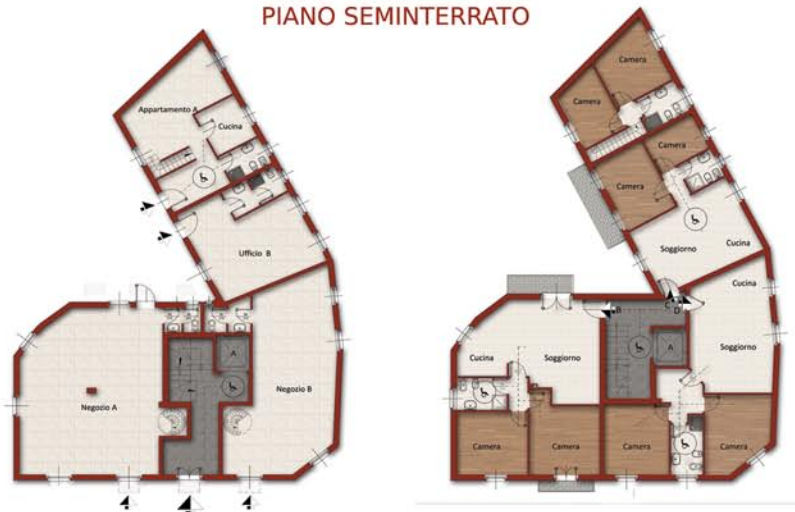 PIANO SEMINTERRATO
Appartamento A
Cucina
Ufficio B
A
Negozio B
Negozio A
Camera
Camera
Camera
Camera
Soggiorno
Cucina
Cucina
C
B
D
A
Soggiorno
Cucina
Soggiorno
Camera
Camera
Camera
Camera